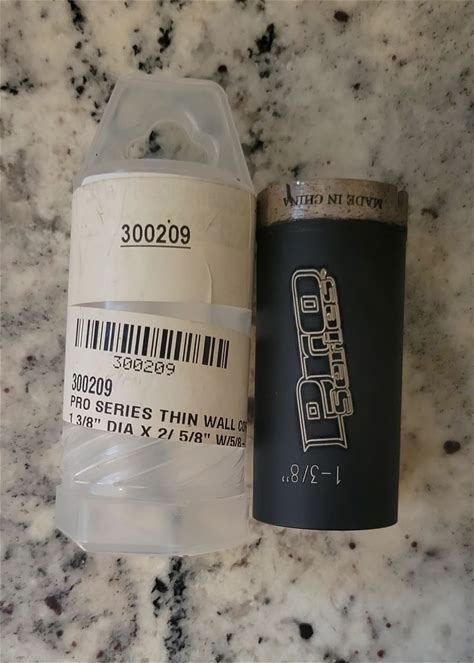 300209
300209
300209
PRO SERIES THIN WALL
1 3/8" DIA X 2/ 5/8" W/5/8-
MADE IN CHINA
Pro
Series
1-3/8"